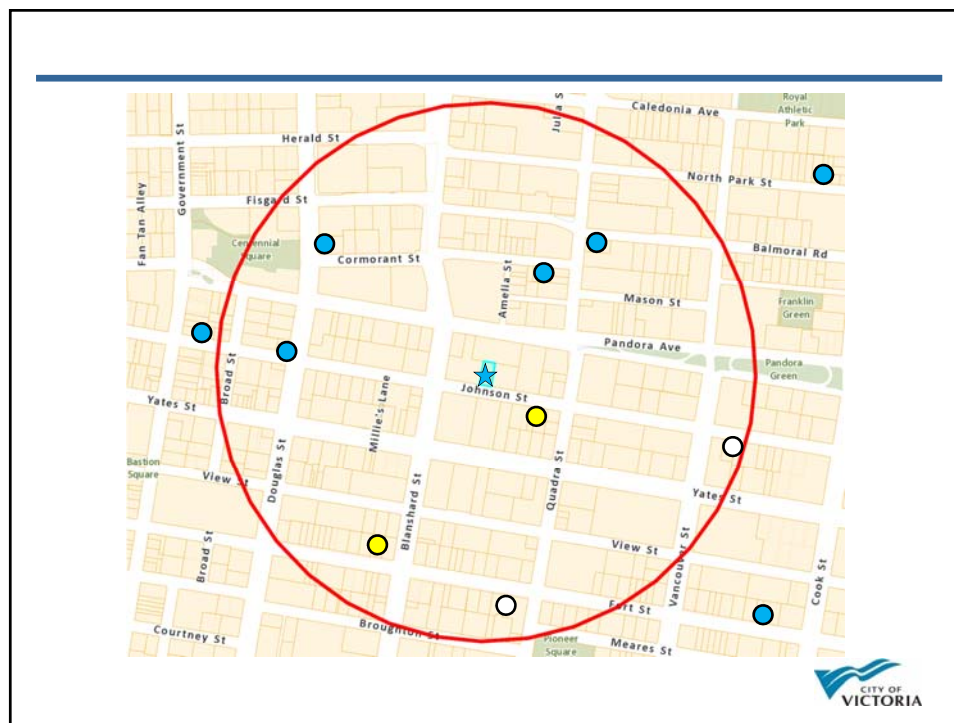 Royal
Athletic
Park
Caledonia Ave
Julia S
Herald St
Government St
North Park St
Fan Tan Alley
Fisgard St
Centennial
Square
Cormorant St
Balmoral Rd
Amelia St
Mason St
Franklin
Green
Pandora Ave
Pandora
Green
Broad St
Millie's Lane
Johnson St
Yates St
Bastion
Square
View St
Douglas St
Blanshard St
Quadra St
Yates St
View St
Vancouver St
Cook St
Broad St
Fort St
Courtney St
Broughton St
Pioneer
Square
Meares St
CITY OF
VICTORIA